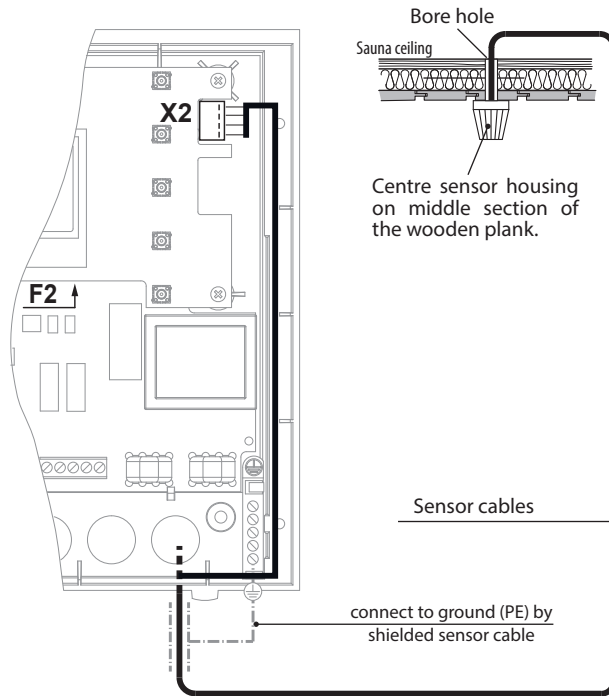 Bore hole
Sauna ceiling
X2
Centre sensor housing
on middle section of
the wooden plank.
F2
Sensor cables
connect to ground (PE) by
shielded sensor cable